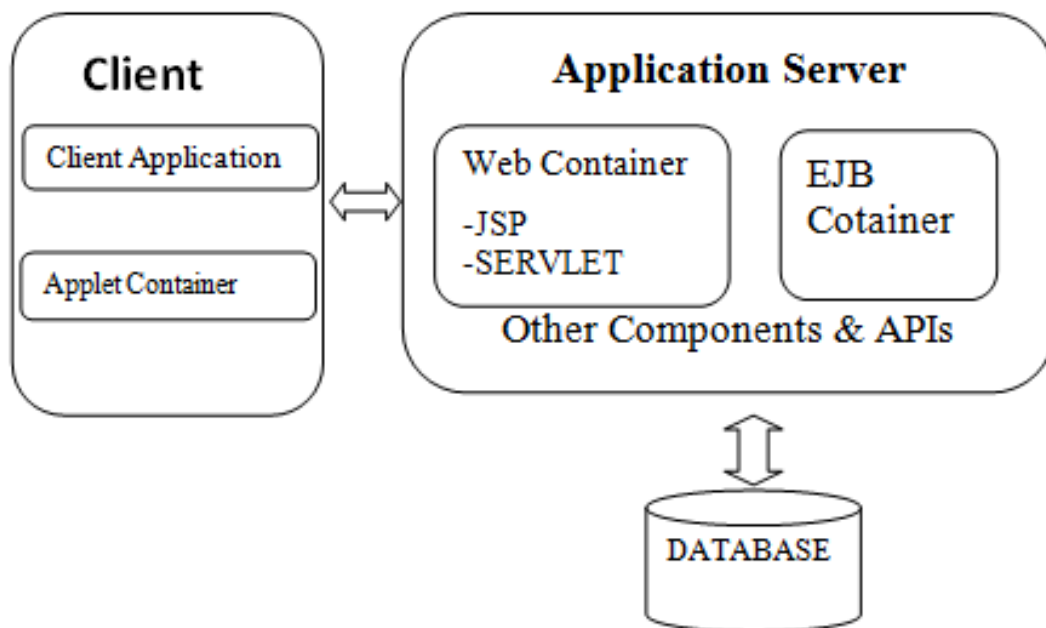 Client
Client Application
Applet Container
Application Server
Web Container
-JSP
-SERVLET
EJB
Cotainer
Other Components & APIs
DATABASE